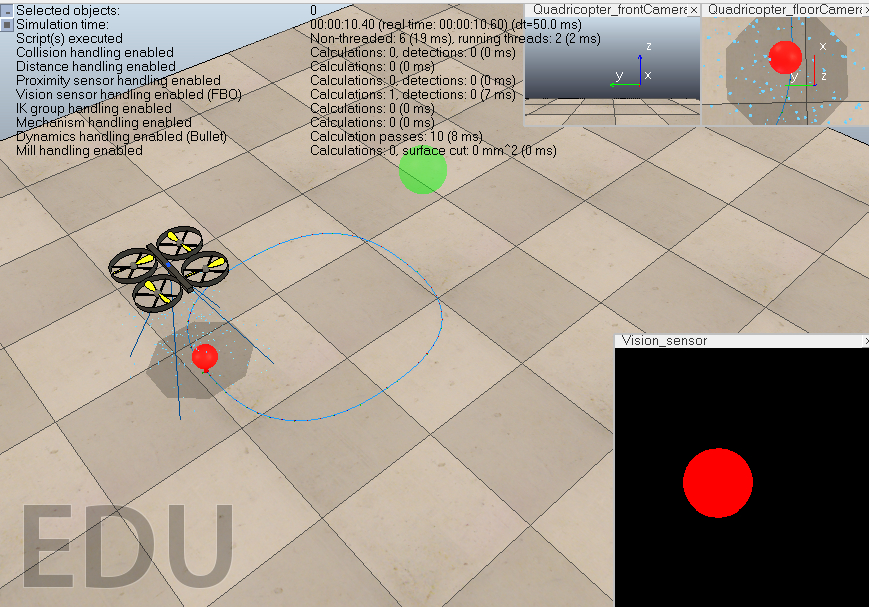 Selected objects: 0
Simulation time: 00:00:10.40 (real time: 00:00:10.60) (dt=50.0 ms)
Script(s) executed Non-threaded: 6 (19 ms), running threads: 2 (2 ms)
Collision handling enabled Calculations: 0, detections: 0 (0 ms)
Distance handling enabled Calculations: 0 (0 ms)
Proximity sensor handling enabled Calculations: 0, detections: 0 (0 ms)
Vision sensor handling enabled (FBO) Calculations: 1, detections: 0 (7 ms)
IK group handling enabled Calculations: 0 (0 ms)
Mechanism handling enabled Calculations: 0 (0 ms)
Dynamics handling enabled (Bullet) Calculation passes: 10 (8 ms)
Mill handling enabled Calculations: 0, surface cut: 0 mm^2 (0 ms)
Quadricopter_frontCamera
z
y x
Quadricopter_floorCamera
x
y z
Vision_sensor
EDU